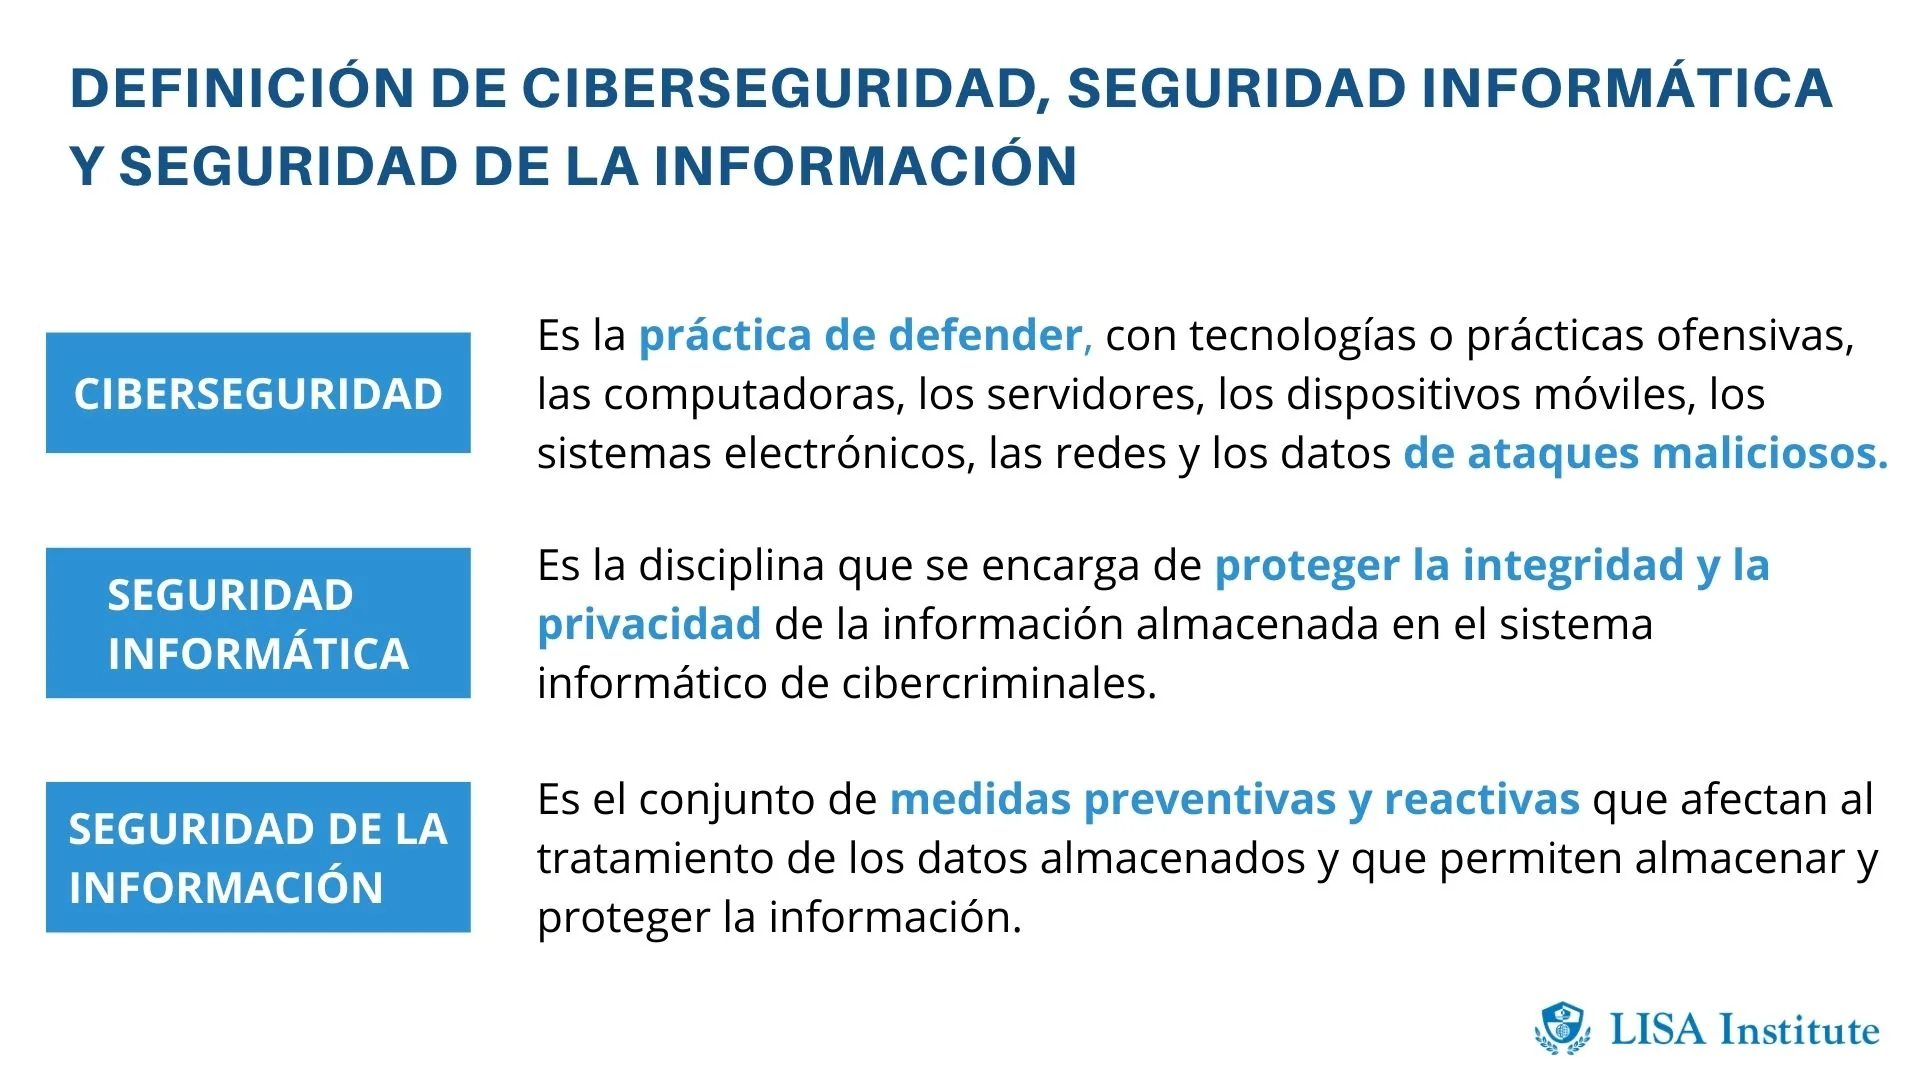 DEFINICIÓN DE CIBERSEGURIDAD, SEGURIDAD INFORMÁTICA
Y SEGURIDAD DE LA INFORMACIÓN
CIBERSEGURIDAD
Es la práctica de defender, con tecnologías o prácticas ofensivas,
las computadoras, los servidores, los dispositivos móviles, los
sistemas electrónicos, las redes y los datos de ataques maliciosos.
SEGURIDAD
INFORMÁTICA
Es la disciplina que se encarga de proteger la integridad y la
privacidad de la información almacenada en el sistema
informático de cibercriminales.
SEGURIDAD DE LA
INFORMACIÓN
Es el conjunto de medidas preventivas y reactivas que afectan al
tratamiento de los datos almacenados y que permiten almacenar y
proteger la información.
LISA Institute